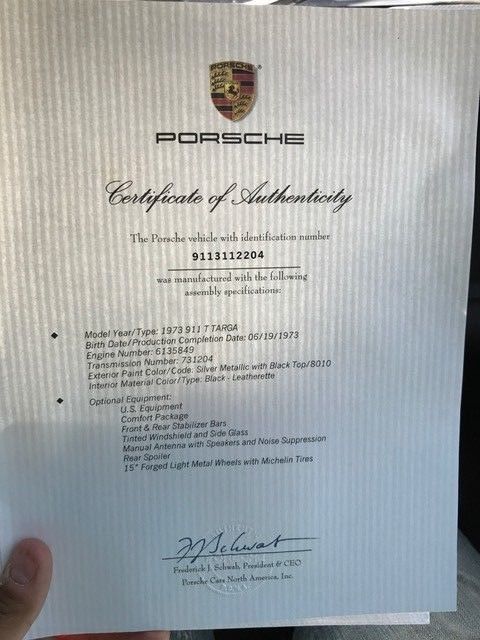 PORSCHE
PORSCHE
Certificate of Authenticity
The Porsche vehicle with identification number
9113112204
was manufactured with the following
assembly specifications:
Model Year/Type: 1973 911 T TARGA
Birth Date/Production Completion Date: 06/19/1973
Engine Number: 6135849
Transmission Number: 731204
Exterior Paint Color/Code: Silver Metallic with Black Top/8010
Interior Material Color/Type: Black - Leatherette
Optional Equipment:
U.S. Equipment
Comfort Package
Front & Rear Stabilizer Bars
Tinted Windshield and Side Glass
Manual Antenna with Speakers and Noise Suppression
Rear Spoiler
15" Forged Light Metal Wheels with Michelin Tires
FJSchwab
Frederick J. Schwab, President & CEO
Porsche Cars North America, Inc.